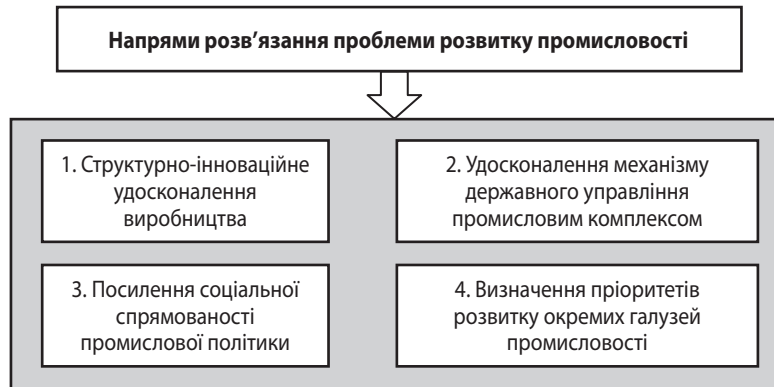 Напрями розв'язання проблеми розвитку промисловості
1. Структурно-інноваційне
удосконалення
виробництва
2. Удосконалення механізму
державного управління
промисловим комплексом
3. Посилення соціальної
спрямованості
промислової політики
4. Визначення пріоритетів
розвитку окремих галузей
промисловості